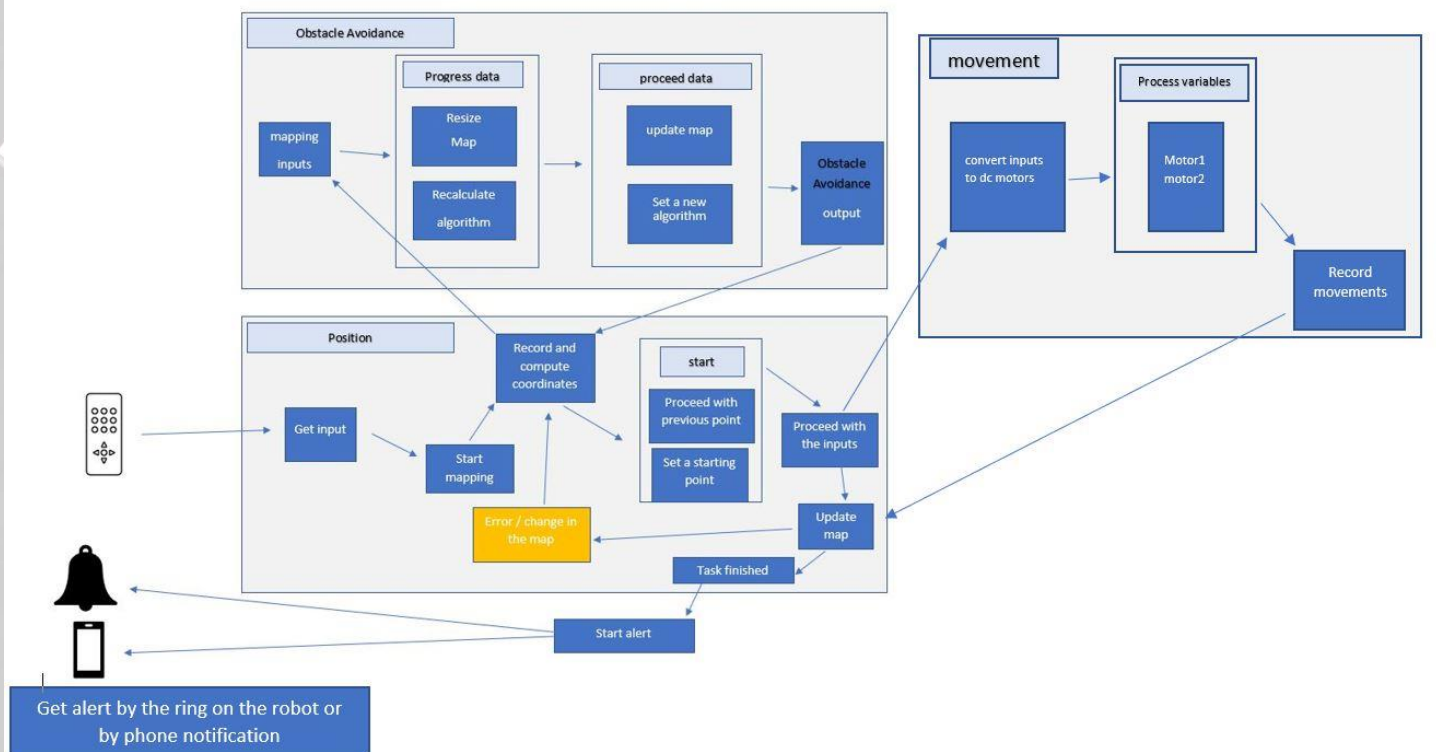 Obstacle Avoidance
Progress data
Resize
Map
Recalculate
algorithm
mapping
inputs
proceed data
update map
Set a new
algorithm
Obstacle
Avoidance
output
movement
Process variables
convert inputs
to dc motors
Motor1
motor2
Record
movements
Position
Record and
compute
coordinates
start
Proceed with
previous point
Set a starting
point
Proceed with
the inputs
Get input
Start
mapping
Error / change in
the map
Update
map
Task finished
Start alert
Get alert by the ring on the robot or
by phone notification